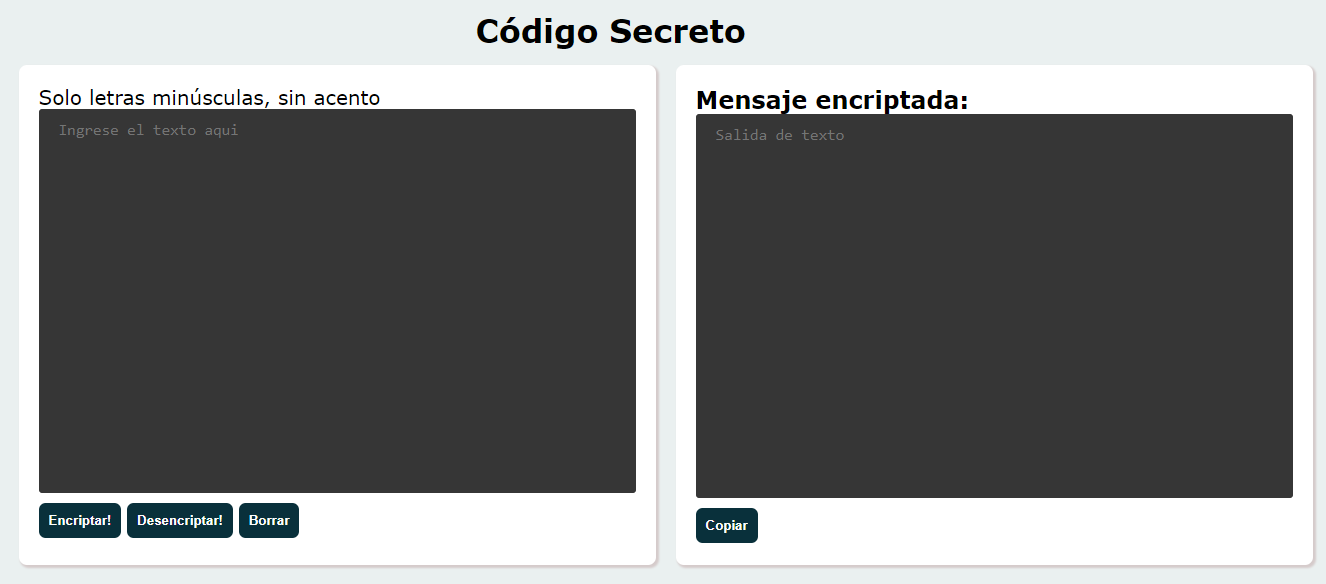 Código Secreto
Solo letras minúsculas, sin acento
Ingrese el texto aqui
Encriptar!
Desencriptar!
Borrar
Mensaje encriptada:
Salida de texto
Copiar